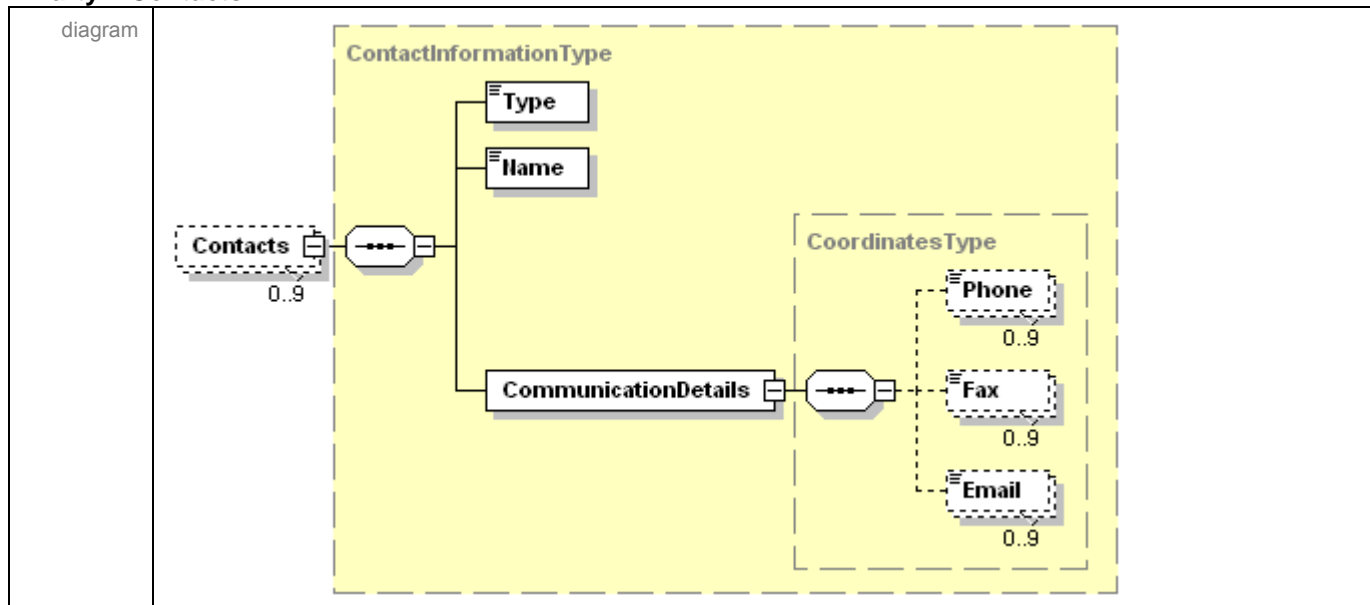 diagram
ContactInformationType
Type
Name
Contacts
0..9
CoordinatesType
Phone
0..9
CommunicationDetails
Fax
0..9
Email
0..9